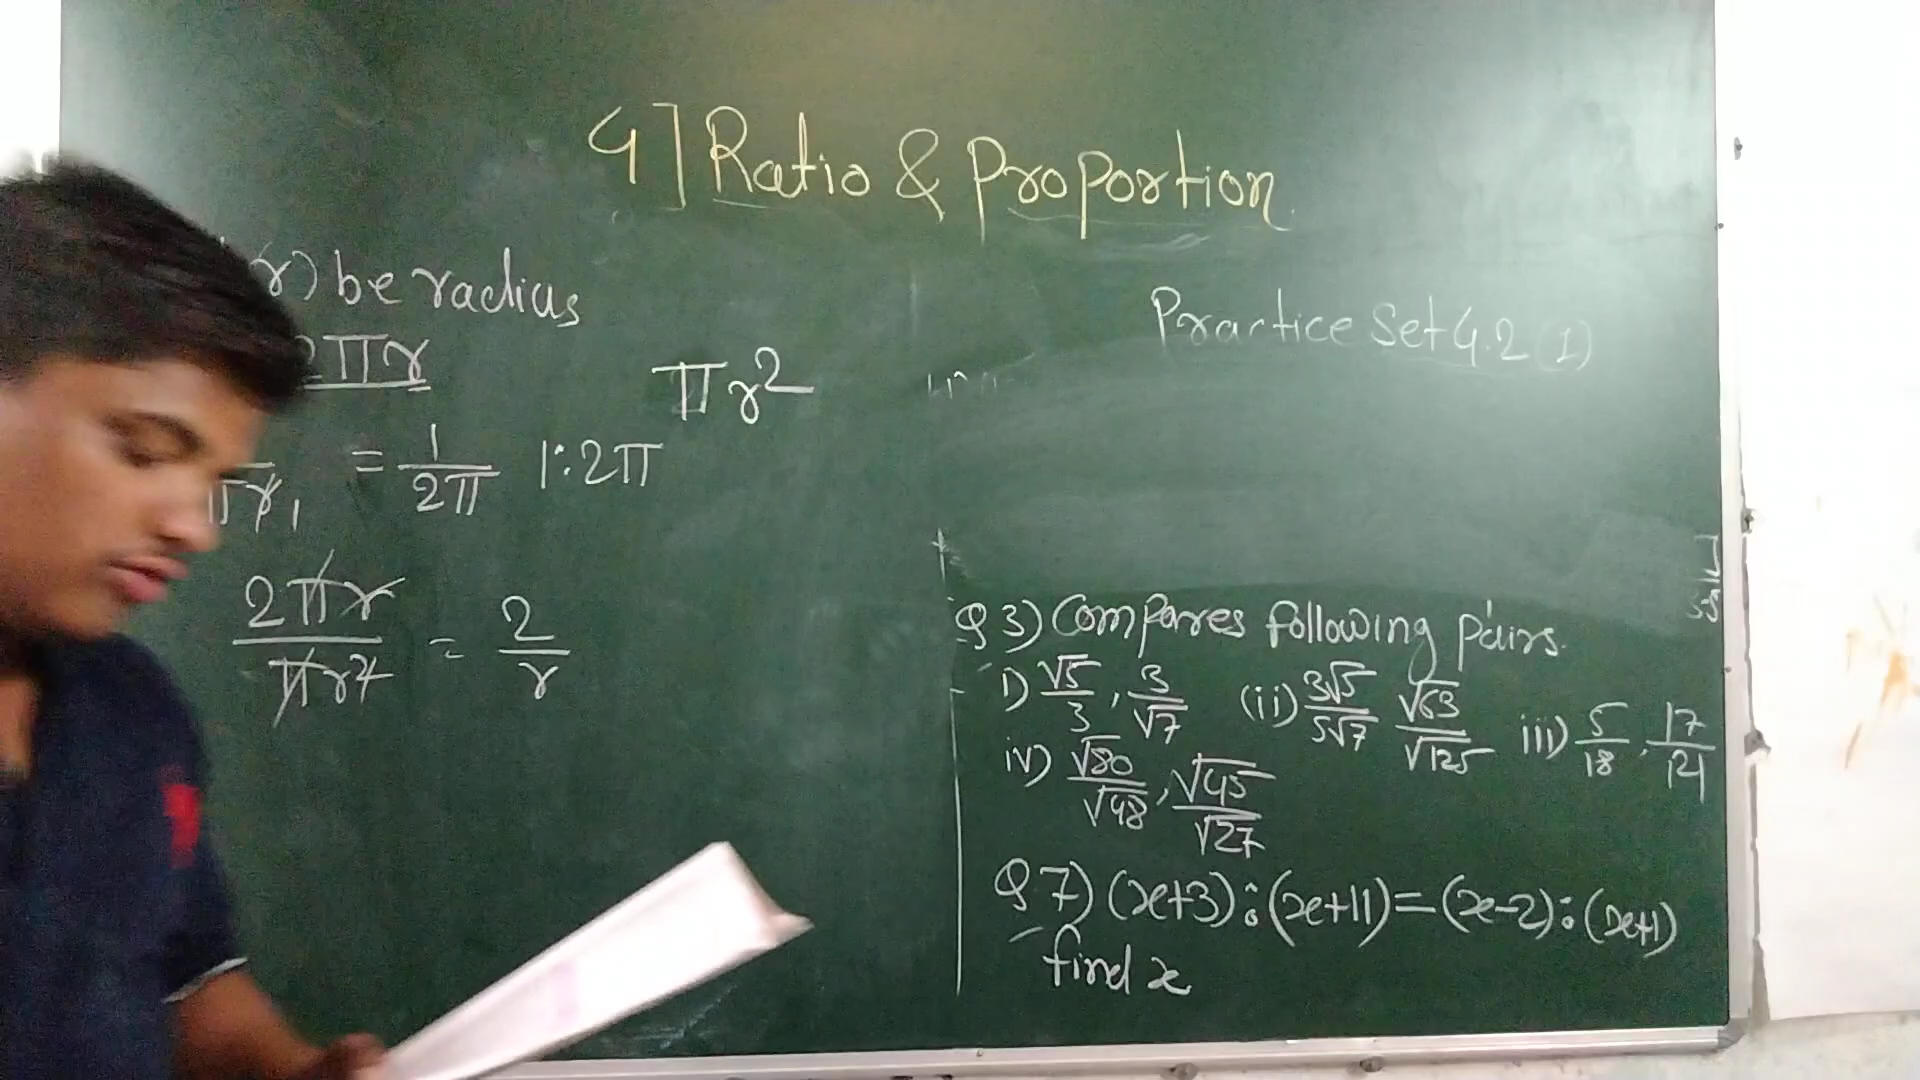 4] Ratio & Proportion
(r) be radius
2πr
πr²
πr₁ = 1/2π 1:2π
2πr/πr² = 2/r
Practice Set 4.2 (1)
Q 3) Compares following pairs.
i) √5/3, 3/√7 (ii) 3√5/5√7 √63/√125 iii) 5/18, 17/121
iv) √80/√48, √45/√27
Q 7) (x+3):(x+11)=(x-2):(x+1)
find x